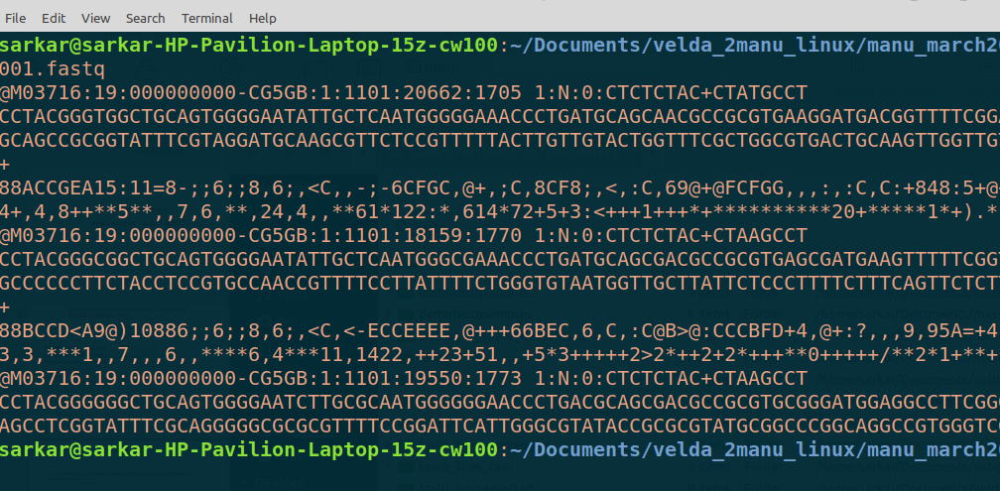 File Edit View Search Terminal Help
sarkar@sarkar-HP-Pavilion-Laptop-15z-cw100:~/Documents/velda_2manu_linux/manu_march2
001.fastq
@M03716:19:000000000-CG5GB:1:1101:20662:1705 1:N:0:CTCTCTAC+CTATGCCT
CCTACGGGTGGCTGCAGTGGGGAATATTGCTCAATGGGGGAAACCCTGATGCAGCAACGCCGCGTGAAGGATGACGGTTTTCGGA
GCAGCCGCGGTATTTCGTAGGATGCAAGCGTTCTCCGTTTTTACTTGTTGTACTGGTTTCGCTGGCGTGACTGCAAGTTGGTTG
+
88ACCGEA15:11=8-;;6;;8,6;,<C,,-;-6CFGC,@+,;C,8CF8;,<,:C,69@+@FCFGG,,,:,:C,C:+848:5+@
4+,4,8++**5**,,7,6,**,24,4,,**61*122:*,614*72+5+3:<+++1+++*+**********20+*****1*+).*
@M03716:19:000000000-CG5GB:1:1101:18159:1770 1:N:0:CTCTCTAC+CTAAGCCT
CCTACGGGCGGCTGCAGTGGGGAATATTGCTCAATGGGCGAAACCCTGATGCAGCGACGCCGCGTGAGCGATGAAGTTTTTCGGT
GCCCCCCTTCTACCTCCGTGCCAACCGTTTTCCTTATTTTCTGGGTGTAATGGTTGCTTATTCTCCCTTTTCTTTCAGTTCTCT
+
88BCCD<A9@)10886;;6;;8,6;,<C,<-ECCEEEE,@+++66BEC,6,C,:C@B>@:CCCBFD+4,@+:?,,,9,95A=+4
3,3,***1,,7,,,6,,****6,4***11,1422,++23+51,,+5*3+++++2>2*++2+2*+++**0+++++/**2*1+**+
@M03716:19:000000000-CG5GB:1:1101:19550:1773 1:N:0:CTCTCTAC+CTAAGCCT
CCTACGGGGGGCTGCAGTGGGGAATCTTGCGCAATGGGGGGAACCCTGACGCAGCGACGCCGCGTGCGGGATGGAGGCCTTCGGG
AGCCTCGGTATTTCGCAGGGGGCGCGCGTTTTCCGGATTCATTGGGCGTATACCGCGCGTATGCGGCCCGGCAGGCCGTGGGTCC
sarkar@sarkar-HP-Pavilion-Laptop-15z-cw100:~/Documents/velda_2manu_linux/manu_march2